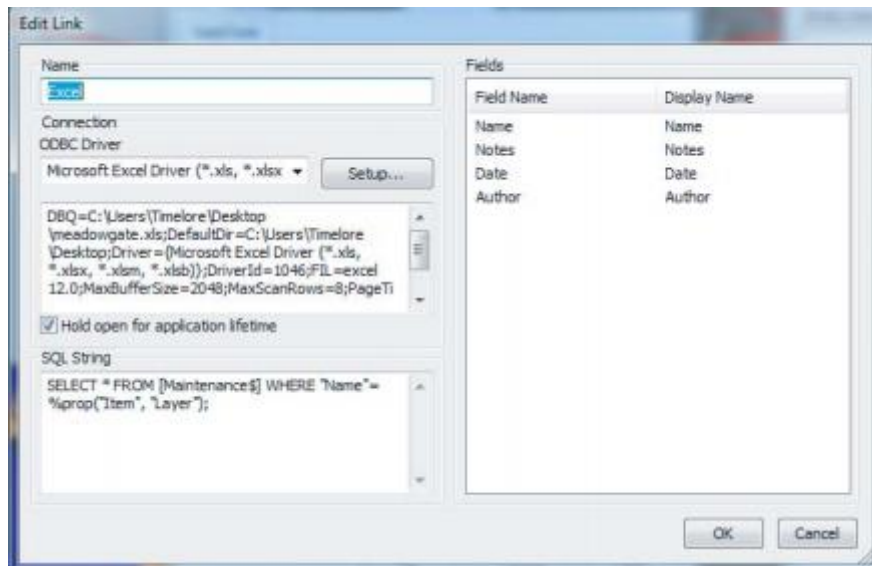 Edit Link
Name
Excel
Connection
ODBC Driver
Microsoft Excel Driver (*.xls, *.xlsx
Setup...
DBQ=C:\Users\Timelore\Desktop
\meadowgate.xls;DefaultDir=C:\Users\Timelore
\Desktop;Driver={Microsoft Excel Driver (*.xls,
*.xlsx, *.xlsm, *.xlsb)};DriverId=1046;FIL=excel
12.0;MaxBufferSize=2048;MaxScanRows=8;PageTi
Hold open for application lifetime
SQL String
SELECT * FROM [Maintenance$] WHERE "Name"=
%prop("Item", "Layer");
Fields
Field Name Display Name
Name Name
Notes Notes
Date Date
Author Author
OK Cancel